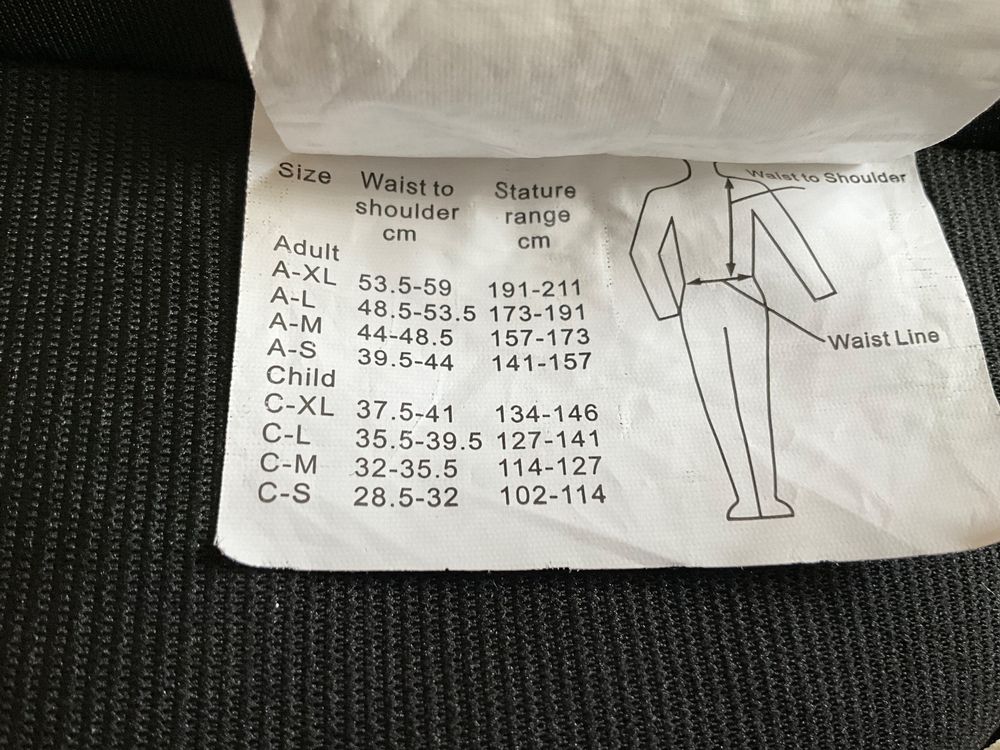 Size Waist to shoulder cm Stature range cm
Adult
A-XL 53.5-59 191-211
A-L 48.5-53.5 173-191
A-M 44-48.5 157-173
A-S 39.5-44 141-157
Child
C-XL 37.5-41 134-146
C-L 35.5-39.5 127-141
C-M 32-35.5 114-127
C-S 28.5-32 102-114
Waist to Shoulder
Waist Line